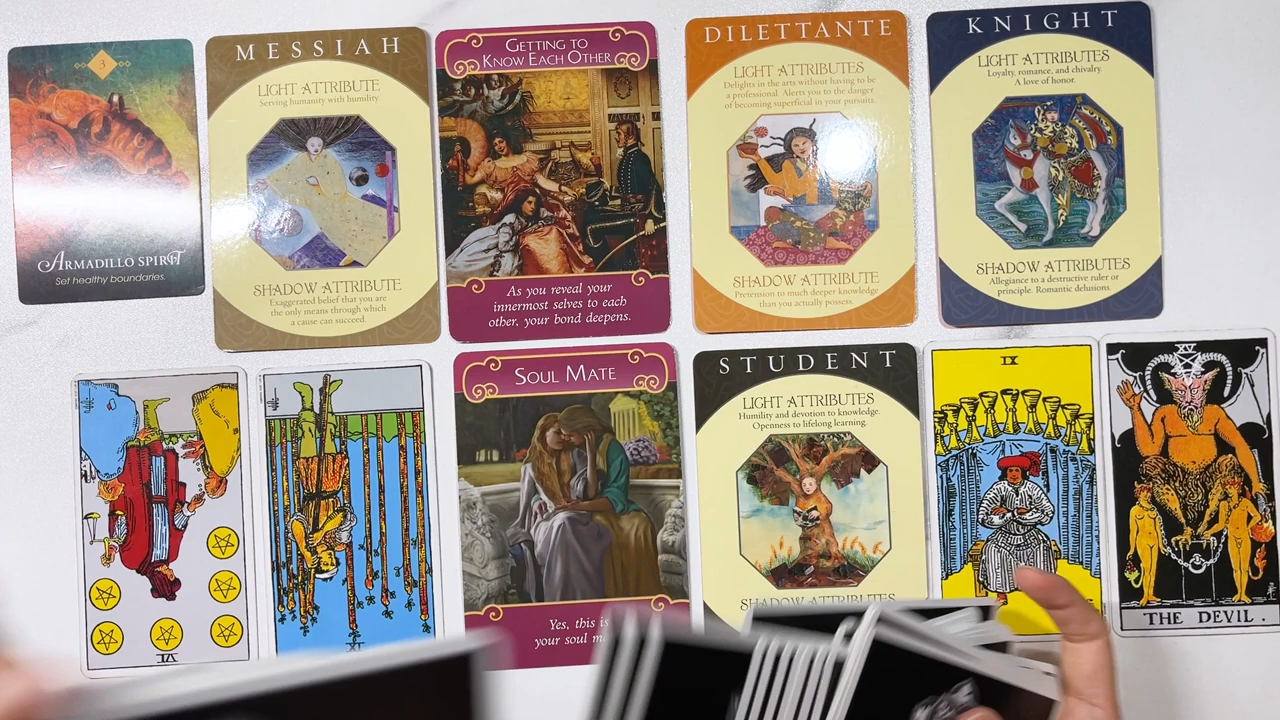 3
ARMADILLO SPIRIT
Set healthy boundaries.
MESSIAH
LIGHT ATTRIBUTE
Serving humanity with humility.
SHADOW ATTRIBUTE
Exaggerated belief that you are
the only means through which
a cause can succeed.
GETTING TO
KNOW EACH OTHER
As you reveal your
innermost selves to each
other, your bond deepens.
DILETTANTE
LIGHT ATTRIBUTES
Delights in the arts without having to be
a professional. Alerts you to the danger
of becoming superficial in your pursuits.
SHADOW ATTRIBUTE
Pretension to much deeper knowledge
than you actually possess.
KNIGHT
LIGHT ATTRIBUTES
Loyalty, romance, and chivalry.
A love of honor.
SHADOW ATTRIBUTES
Allegiance to a destructive ruler or
principle. Romantic delusions.
VI
SOUL MATE
Yes, this is
your soul
STUDENT
LIGHT ATTRIBUTES
Humility and devotion to knowledge.
Openness to lifelong learning.
SHADOW ATTRIBUTES
IX
XV
THE DEVIL.